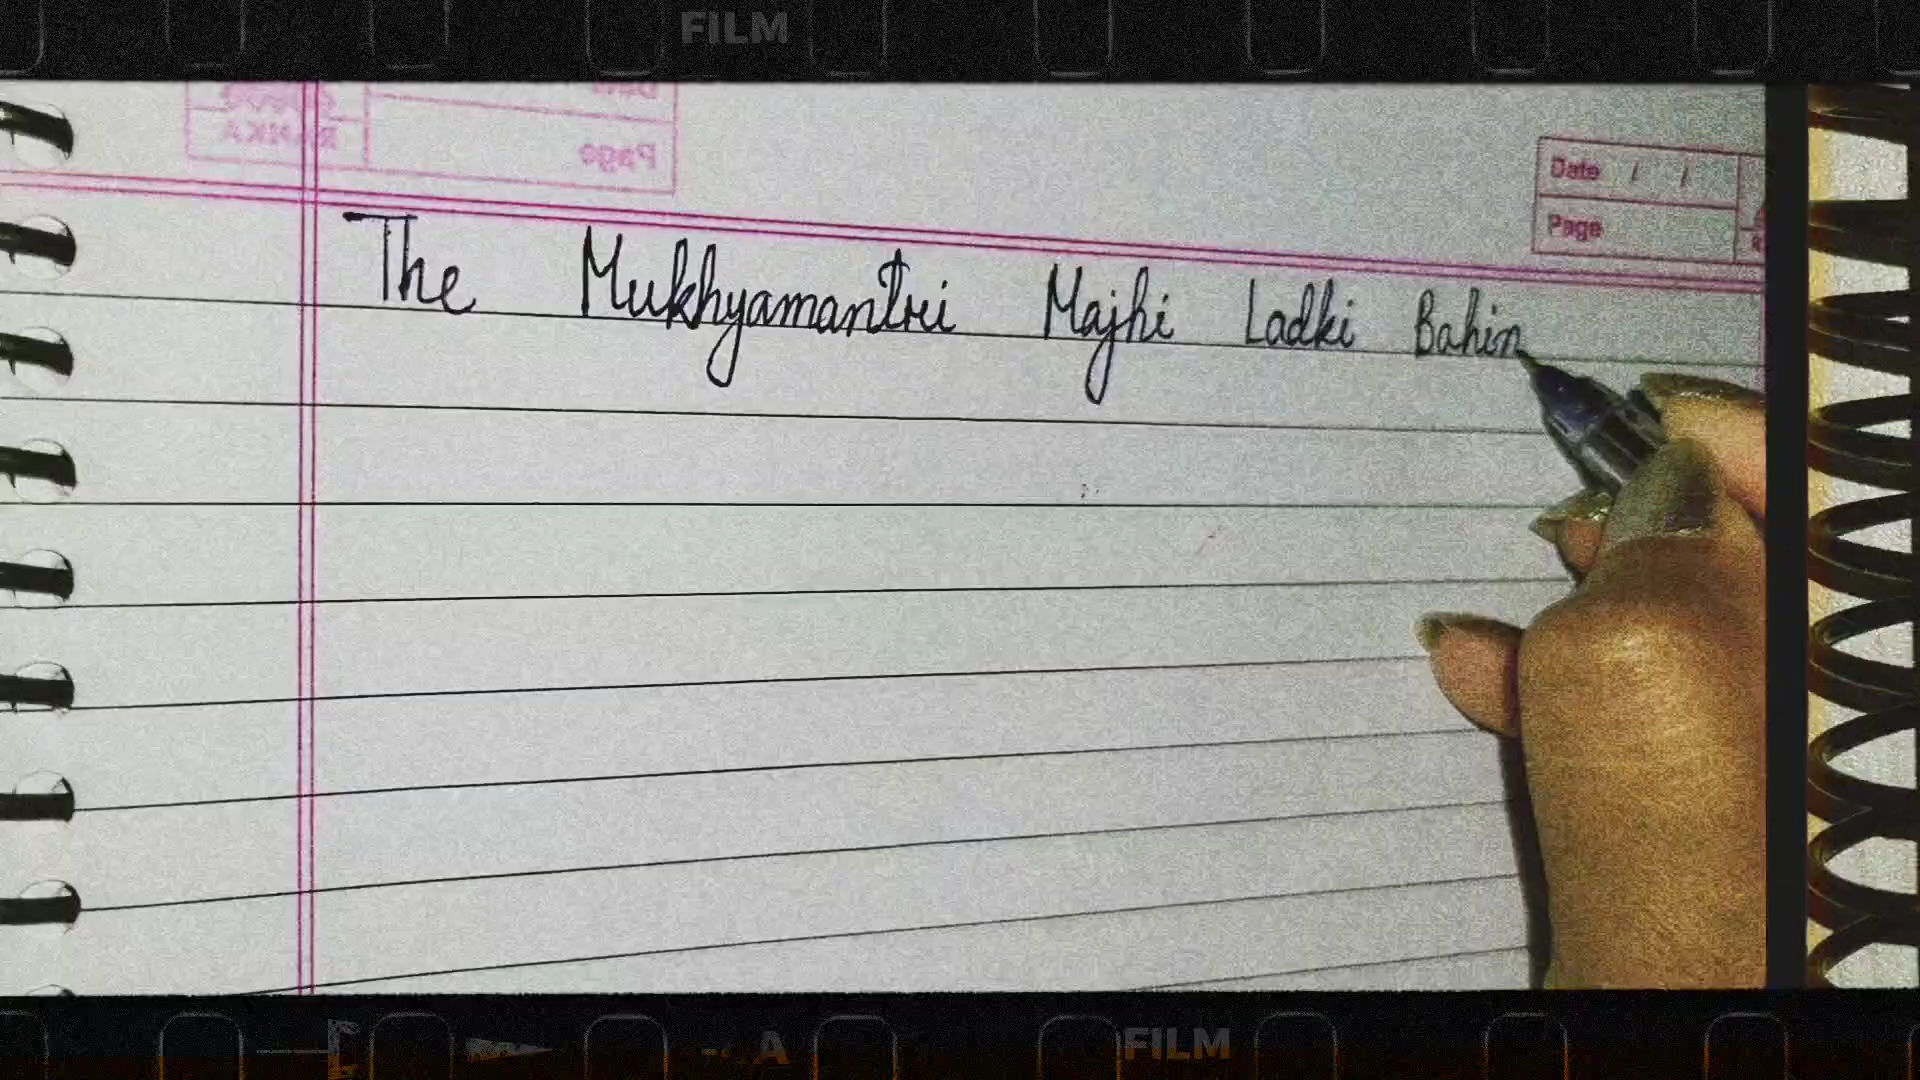 FILM
Date / /
Page
Page
The Mukhyamantri Majhi Ladki Bahin
FILM